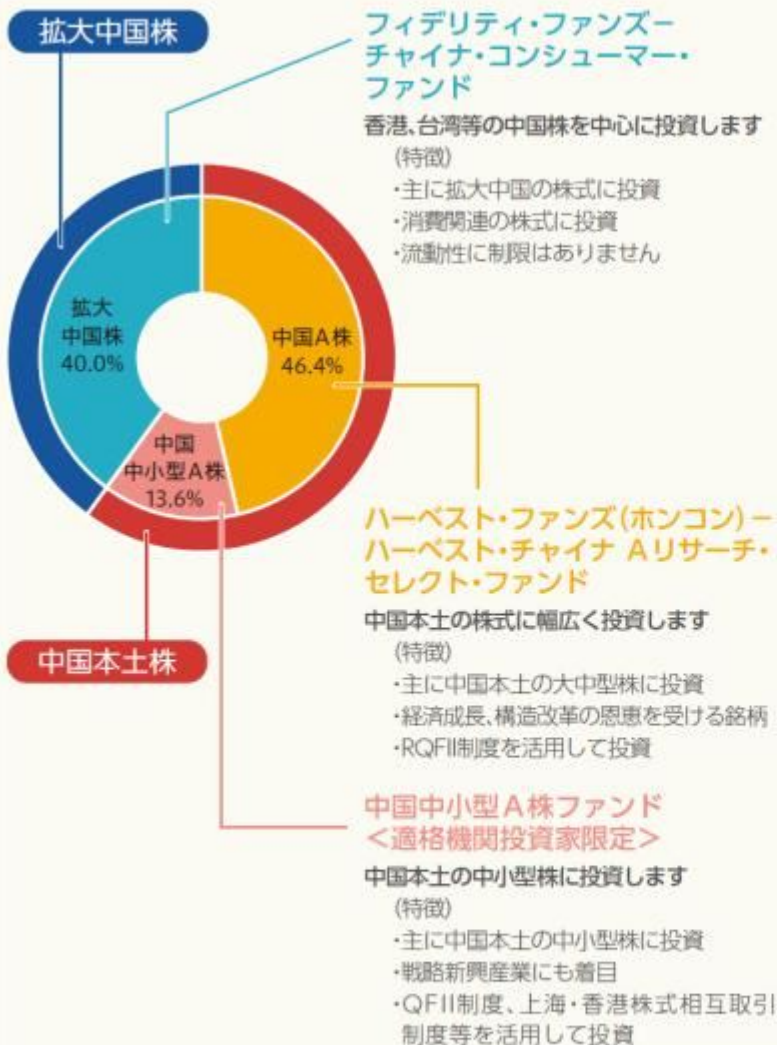 拡大中国株
フィデリティ・ファンズ－
チャイナ・コンシューマー・
ファンド
香港、台湾等の中国株を中心に投資します
(特徴)
・主に拡大中国の株式に投資
・消費関連の株式に投資
・流動性に制限はありません
拡大
中国株
40.0%
中国A株
46.4%
中国
中小型A株
13.6%
中国本土株
ハーベスト・ファンズ(ホンコン)－
ハーベスト・チャイナ Aリサーチ・
セレクト・ファンド
中国本土の株式に幅広く投資します
(特徴)
・主に中国本土の大中型株に投資
・経済成長、構造改革の恩恵を受ける銘柄
・RQFII制度を活用して投資
中国中小型A株ファンド
＜適格機関投資家限定＞
中国本土の中小型株に投資します
(特徴)
・主に中国本土の中小型株に投資
・戦略新興産業にも着目
・QFII制度、上海・香港株式相互取引
制度等を活用して投資